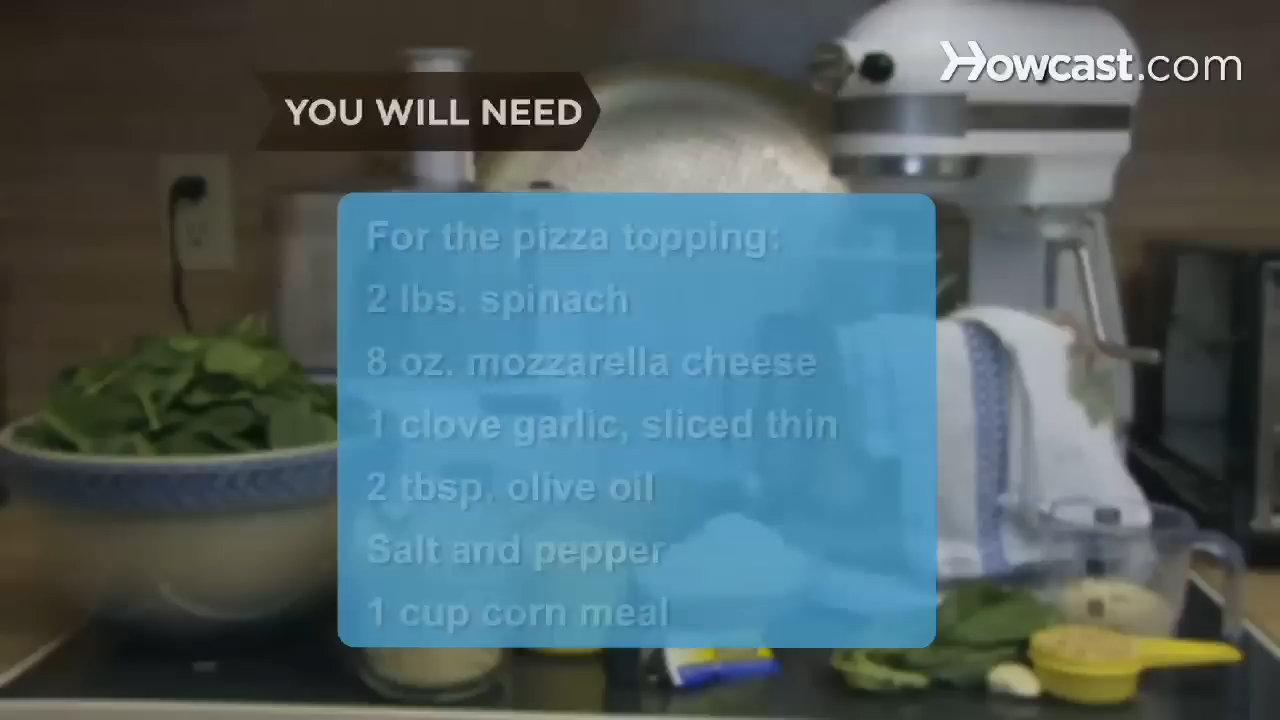 Howcast.com
YOU WILL NEED
For the pizza topping:
2 lbs. spinach
8 oz. mozzarella cheese
1 clove garlic, sliced thin
2 tbsp. olive oil
Salt and pepper
1 cup corn meal